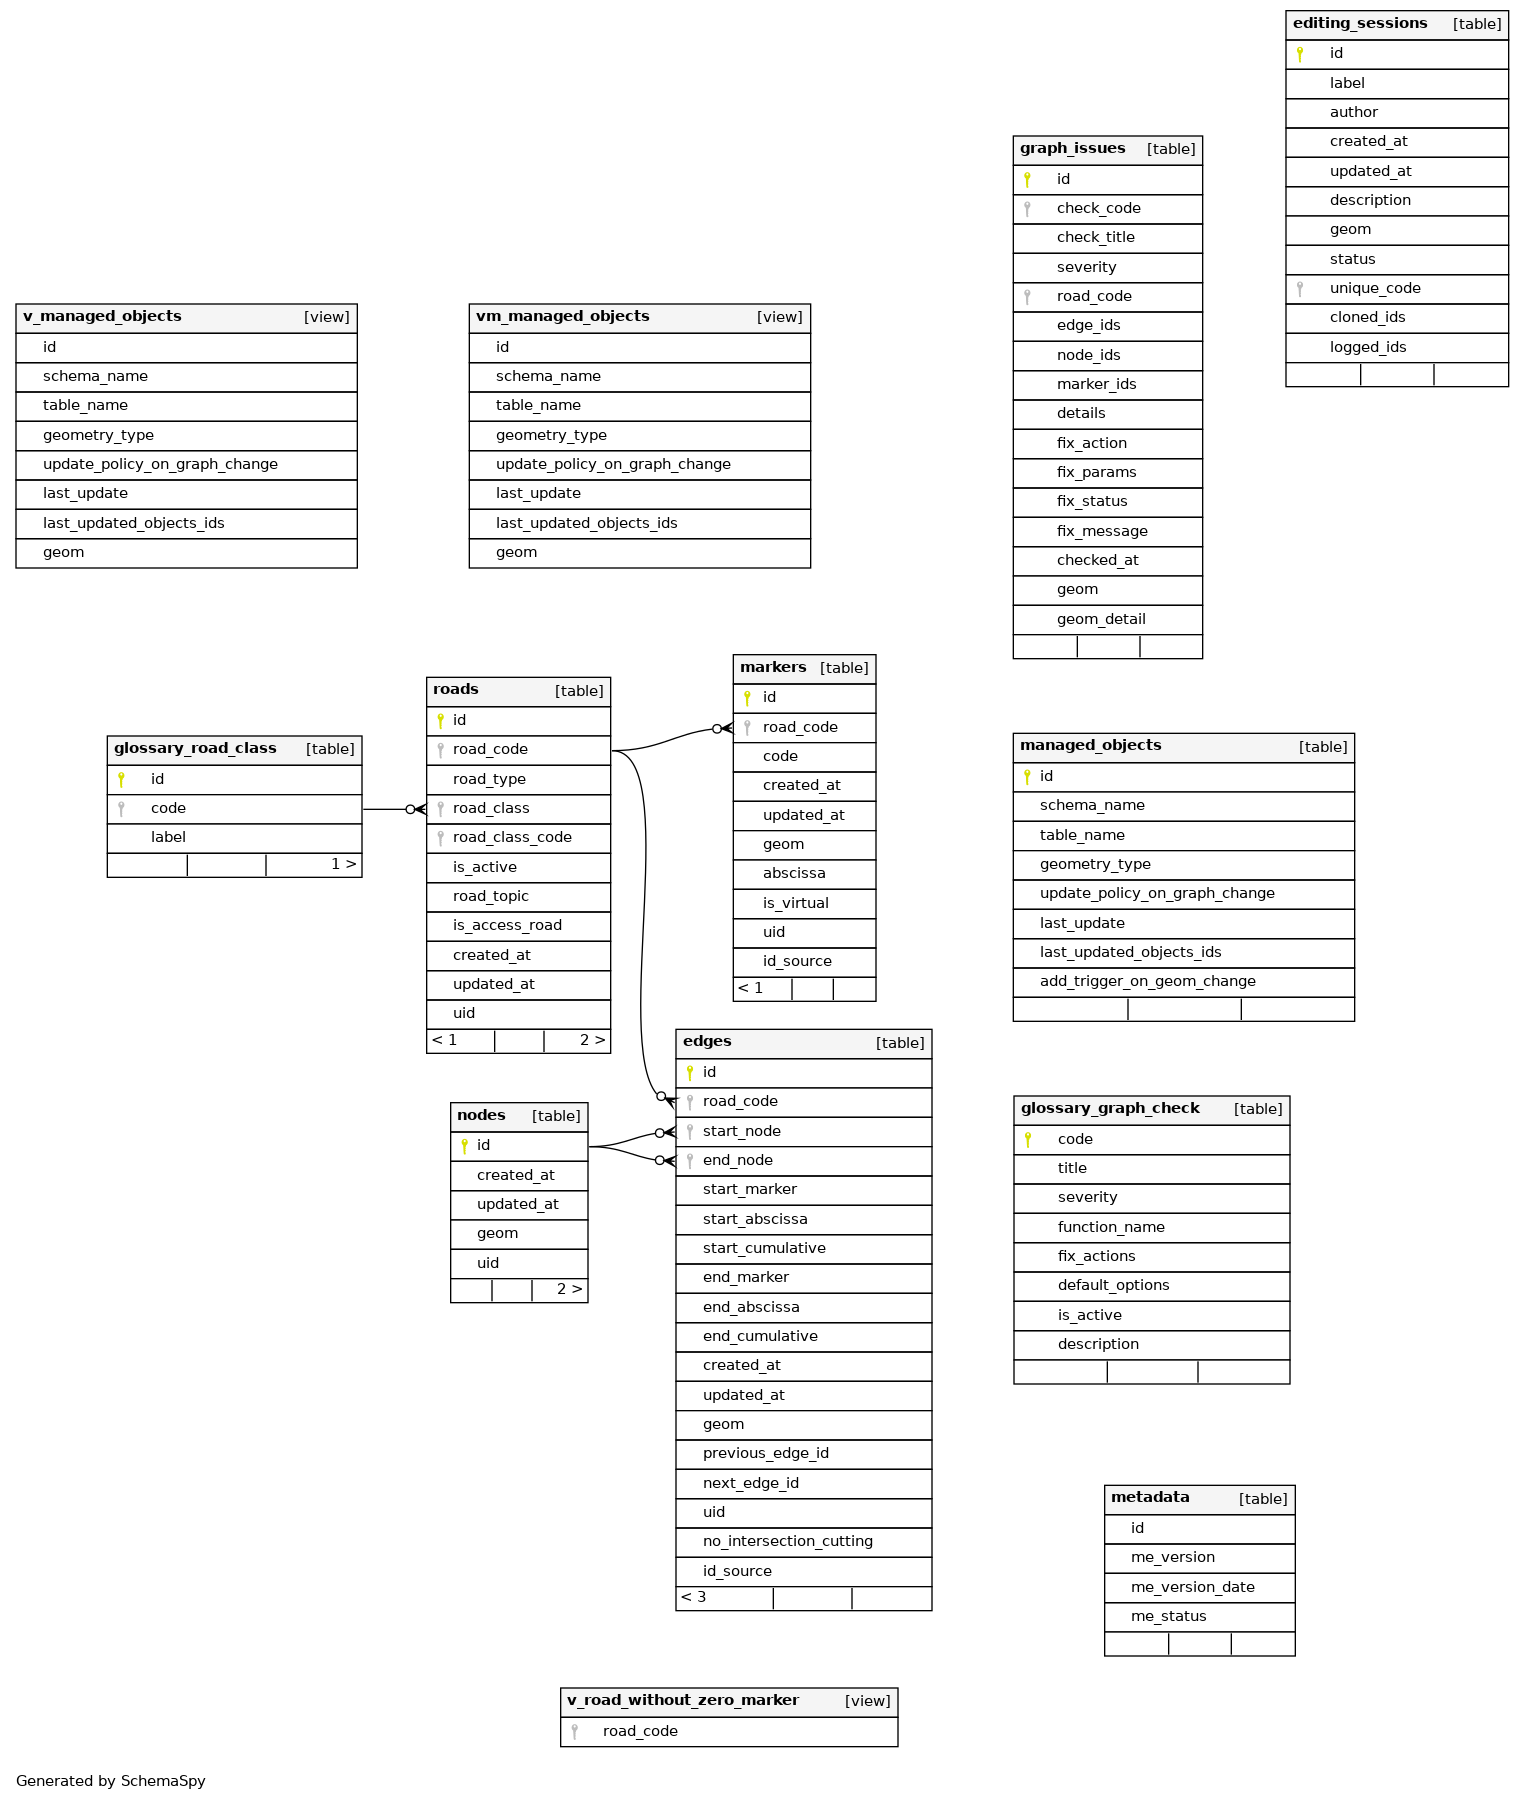 editing_sessions [table]
id
label
author
created_at
updated_at
description
geom
status
unique_code
cloned_ids
logged_ids
graph_issues [table]
id
check_code
check_title
severity
road_code
edge_ids
node_ids
marker_ids
details
fix_action
fix_params
fix_status
fix_message
checked_at
geom
geom_detail
v_managed_objects [view]
id
schema_name
table_name
geometry_type
update_policy_on_graph_change
last_update
last_updated_objects_ids
geom
vm_managed_objects [view]
id
schema_name
table_name
geometry_type
update_policy_on_graph_change
last_update
last_updated_objects_ids
geom
glossary_road_class [table]
id
code
label
1 >
roads [table]
id
road_code
road_type
road_class
road_class_code
is_active
road_topic
is_access_road
created_at
updated_at
uid
< 1 2 >
markers [table]
id
road_code
code
created_at
updated_at
geom
abscissa
is_virtual
uid
id_source
< 1
managed_objects [table]
id
schema_name
table_name
geometry_type
update_policy_on_graph_change
last_update
last_updated_objects_ids
add_trigger_on_geom_change
nodes [table]
id
created_at
updated_at
geom
uid
2 >
edges [table]
id
road_code
start_node
end_node
start_marker
start_abscissa
start_cumulative
end_marker
end_abscissa
end_cumulative
created_at
updated_at
geom
previous_edge_id
next_edge_id
uid
no_intersection_cutting
id_source
< 3
glossary_graph_check [table]
code
title
severity
function_name
fix_actions
default_options
is_active
description
metadata [table]
id
me_version
me_version_date
me_status
v_road_without_zero_marker [view]
road_code
Generated by SchemaSpy